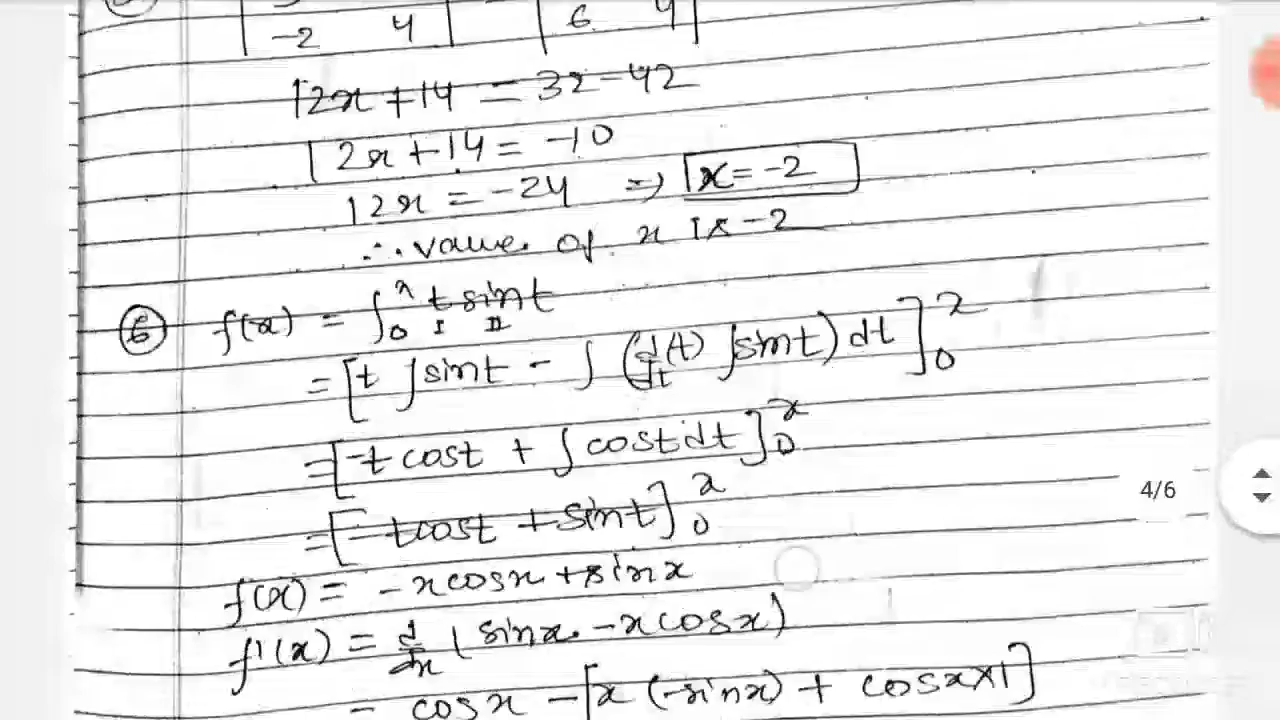 -2 4 6 4
12x + 14 = 32 - 42
12x + 14 = -10
12x = -24 => x = -2
∴ value of x is -2
⑥ f(x) = ∫₀ˣ t sint
I II
= [t ∫sint - ∫(d/dt(t) ∫sint) dt]₀ˣ
= [-t cost + ∫cost dt]₀ˣ
= [-tcost + sint]₀ˣ
4/6
f(x) = -xcosx + sinx
f'(x) = d/dx (sinx - xcosx)
= cosx - [x (-sinx) + cosx×1]